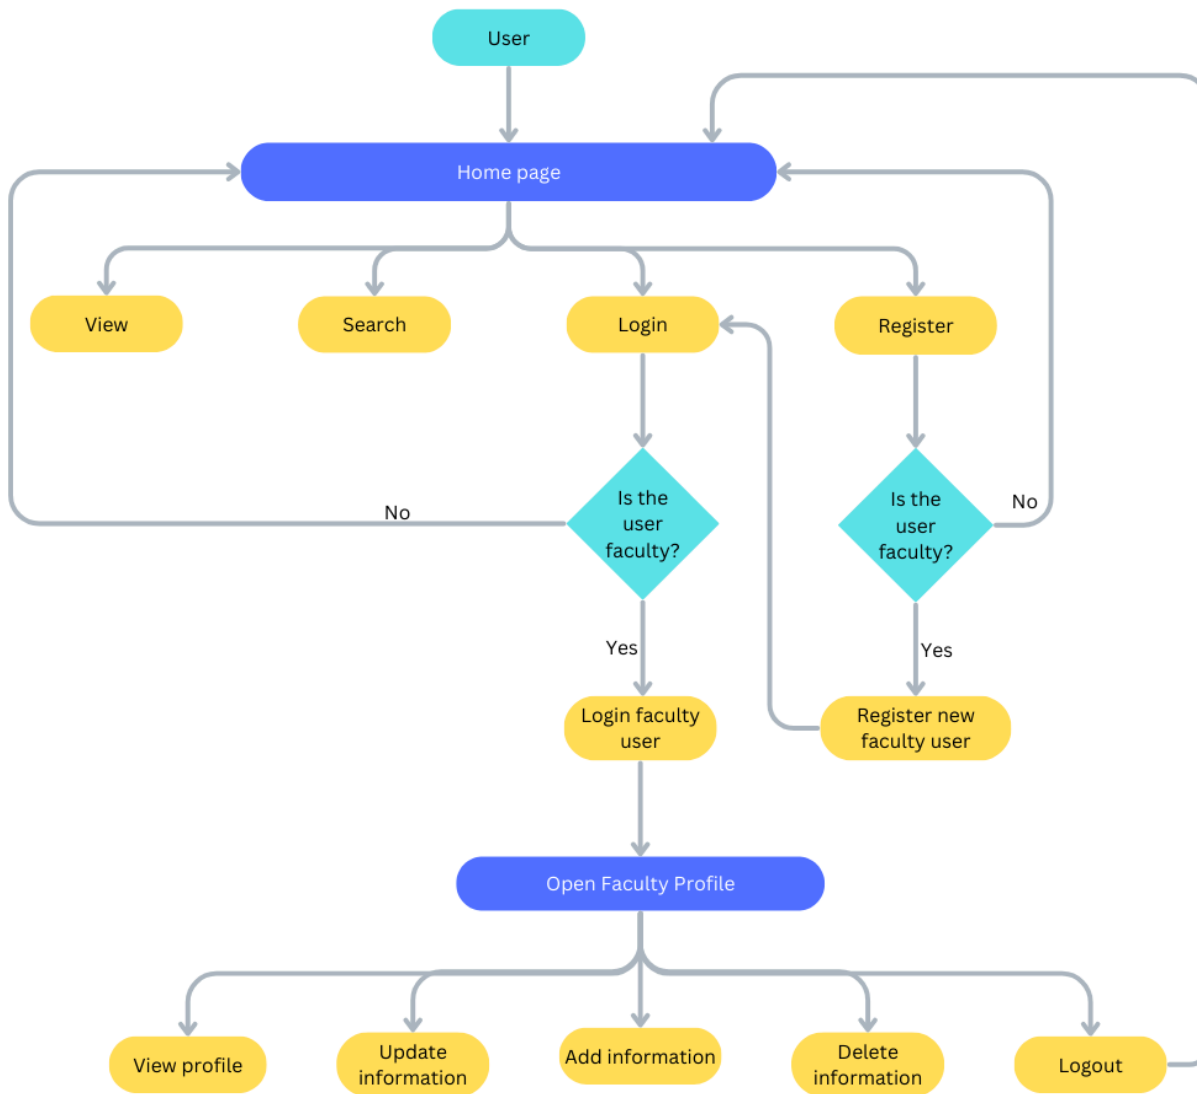 User
Home page
View
Search
Login
Register
Is the
user
faculty?
No
Is the
user
faculty?
No
Yes
Yes
Login faculty
user
Register new
faculty user
Open Faculty Profile
View profile
Update
information
Add information
Delete
information
Logout